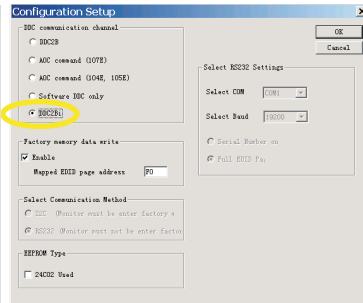 Configuration Setup
DDC communication channel
DDC2B
AOC command (107E)
AOC command (104E, 105E)
Software DDC only
DDC2Bi
Factory memory data write
Enable
Mapped EDID page address F0
Select Communication Method
I2C (Monitor must be enter factory m
RS232 (Monitor must not be enter factor
EEPROM Type
24C02 Used
OK
Cancel
Select RS232 Settings
Select COM COM1
Select Baud 19200
Serial Number on
Full EDID